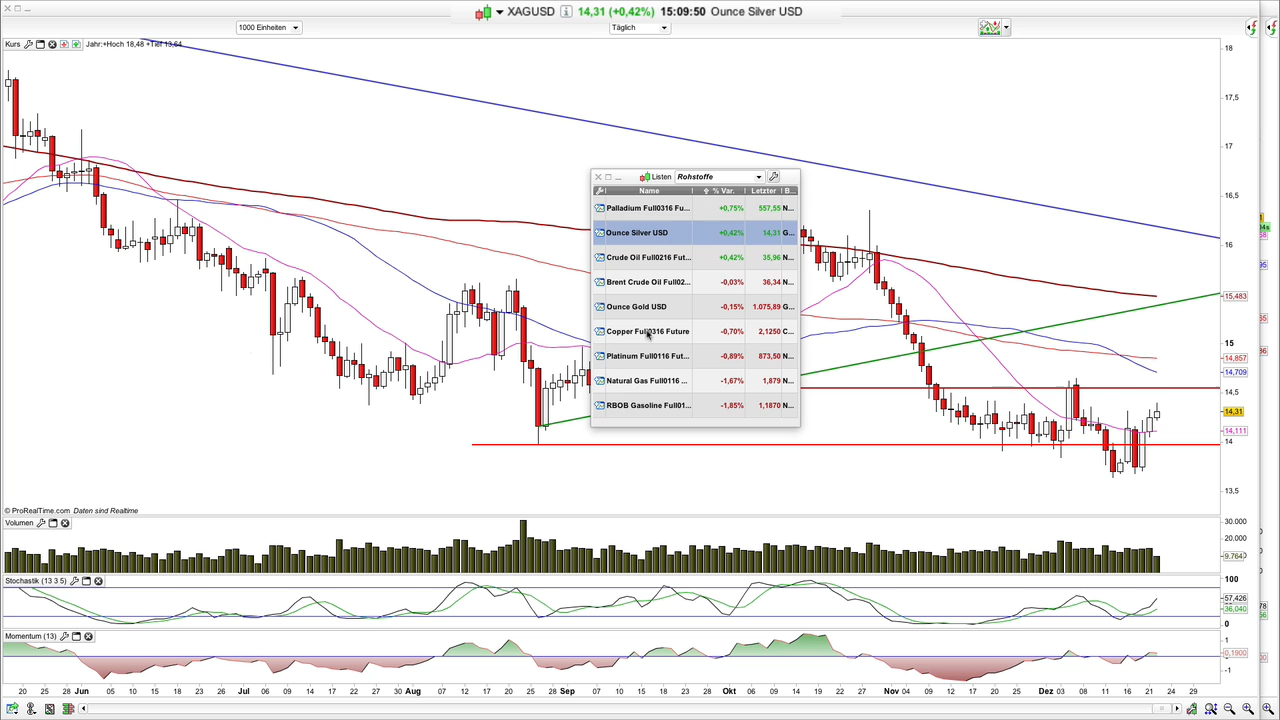 XAGUSD 14,31 (+0,42%) 15:09:50 Ounce Silver USD
1000 Einheiten Täglich
Kurs Jahr:+Hoch 18,48 +Tief 13,64
18
17,5
17
16,5
16
15,483
15
14,857
14,709
14,5
14,31
14,111
14
13,5
Listen Rohstoffe
Name % Var. Letzter B...
Palladium Full0316 Fu... +0,75% 557,55 N...
Ounce Silver USD +0,42% 14,31 G...
Crude Oil Full0216 Fut... +0,42% 35,96 N...
Brent Crude Oil Full02... -0,03% 36,34 N...
Ounce Gold USD -0,15% 1.075,89 G...
Copper Full0316 Future -0,70% 2,1250 C...
Platinum Full0116 Fut... -0,89% 873,50 N...
Natural Gas Full0116 ... -1,67% 1,879 N...
RBOB Gasoline Full01... -1,85% 1,1870 N...
© ProRealTime.com Daten sind Realtime
Volumen
30.000
20.000
9.764
Stochastik (13 3 5)
100
57,426
36,040
0
Momentum (13)
1
0,1900
-1
20 25 28 Jun 05 10 15 18 23 26 Jul 06 09 14 17 22 27 30 Aug 06 12 17 20 25 28 Sep 07 10 15 18 23 28 Okt 06 09 14 19 22 27 Nov 04 09 12 17 20 25 Dez 03 08 11 16 21 24 29